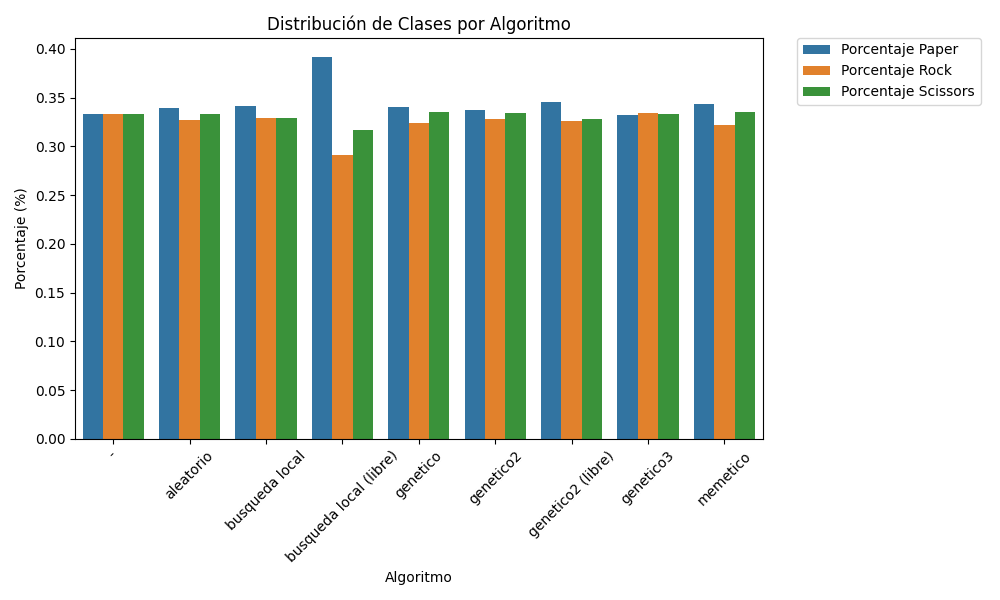 Distribución de Clases por Algoritmo
Porcentaje Paper
Porcentaje Rock
Porcentaje Scissors
Porcentaje (%)
0.40
0.35
0.30
0.25
0.20
0.15
0.10
0.05
0.00
-
aleatorio
busqueda local
busqueda local (libre)
genetico
genetico2
genetico2 (libre)
genetico3
memetico
Algoritmo